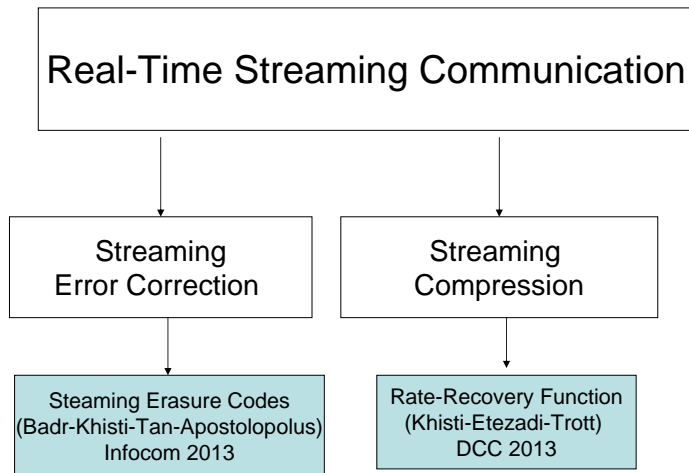 Real-Time Streaming Communication
Streaming
Error Correction
Streaming
Compression
Steaming Erasure Codes
(Badr-Khisti-Tan-Apostolopolus)
Infocom 2013
Rate-Recovery Function
(Khisti-Etezadi-Trott)
DCC 2013